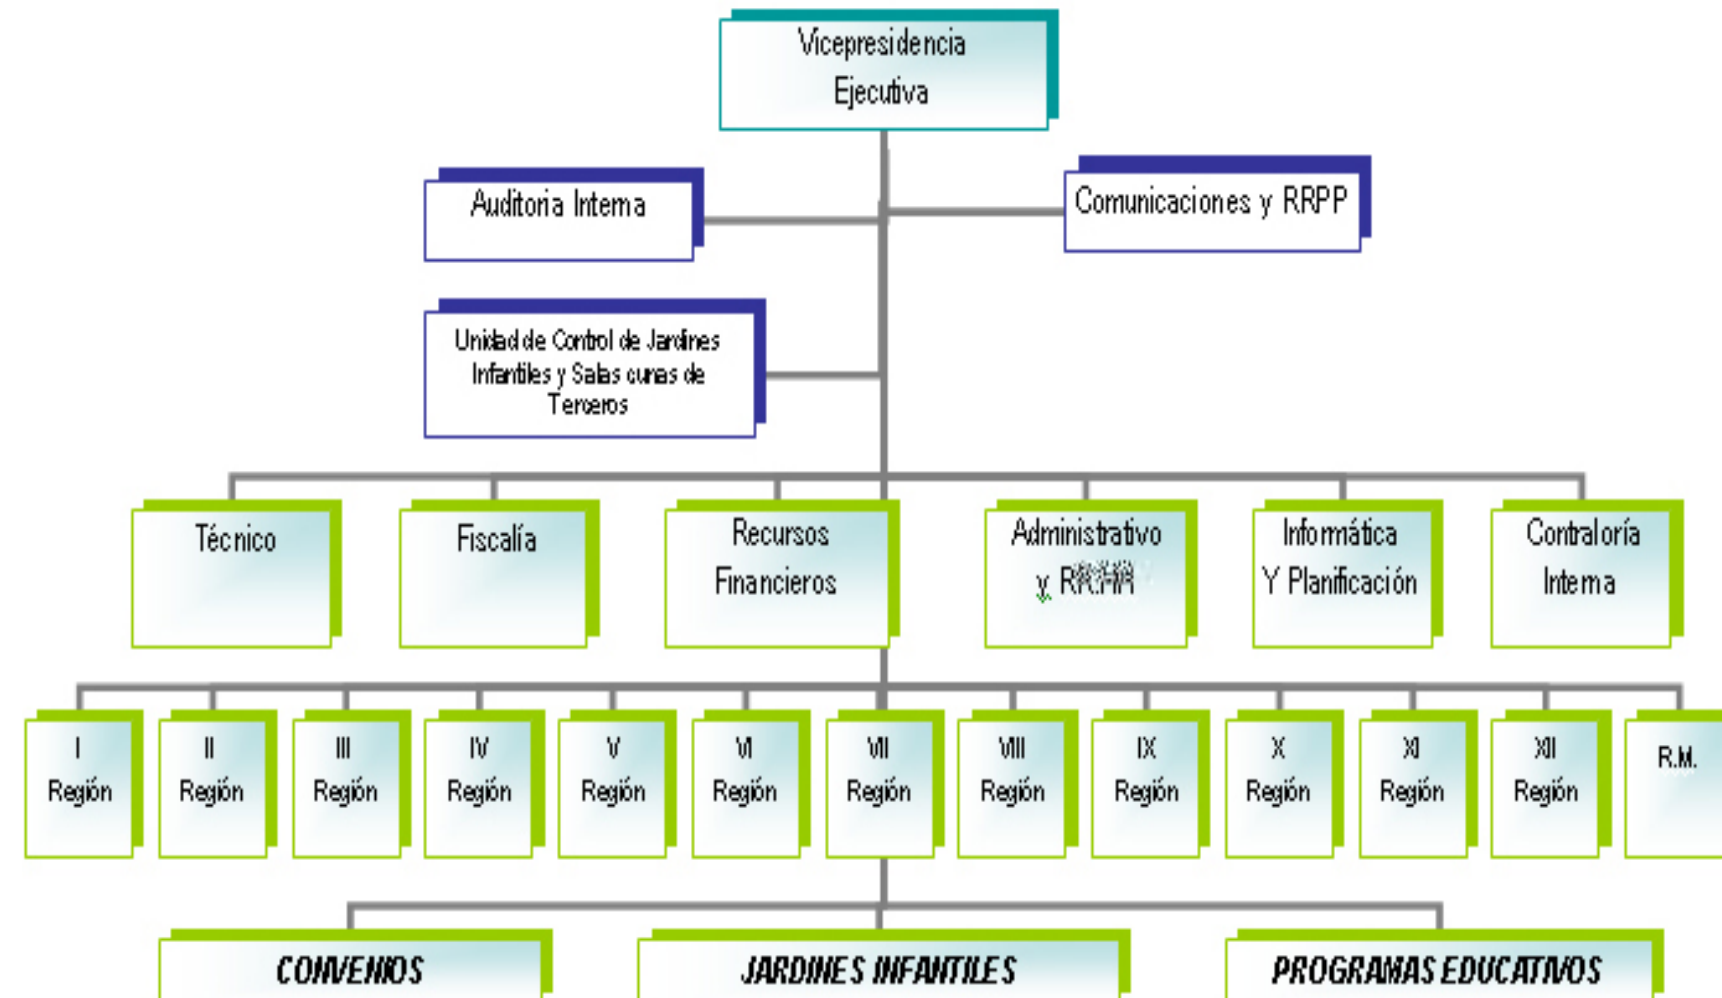 Vicepresidencia
Ejecutiva
Auditoria Interna
Comunicaciones y RRPP
Unidad de Control de Jardines
Infantiles y Salas cunas de
Terceros
Técnico
Fiscalía
Recursos
Financieros
Administrativo
y
Informática
Y Planificación
Contraloría
Interna
I
Región
II
Región
III
Región
IV
Región
V
Región
VI
Región
VII
Región
VIII
Región
IX
Región
X
Región
XI
Región
XII
Región
R.M.
CONVENIOS
JARDINES INFANTILES
PROGRAMAS EDUCATIVOS